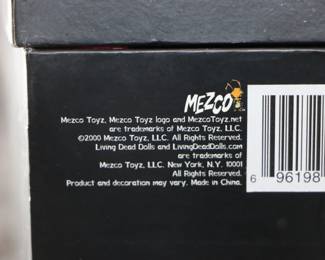 MEZCO
Mezco Toyz, Mezco Toyz logo and MezcoToyz.net
are trademarks of Mezco Toyz, LLC.
©2000 Mezco Toyz, LLC. All Rights Reserved.
Living Dead Dolls and LivingDeadDolls.com
are trademarks of
Mezco Toyz, LLC. New York, N.Y. 10001
All Rights Reserved.
Product and decoration may vary. Made in China.
6 96198